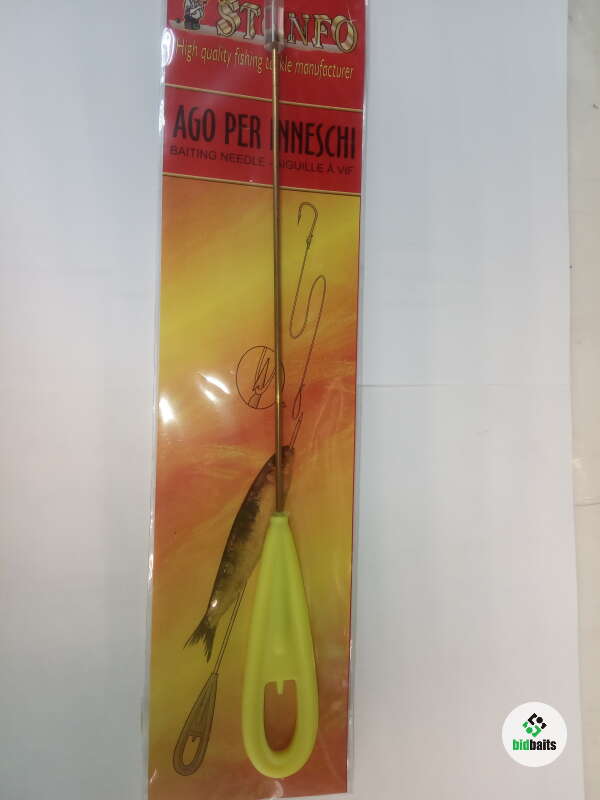 STONFO
High quality fishing tackle manufacturer
AGO PER INNESCHI
BAITING NEEDLE - AIGUILLE À VIF
bidbaits